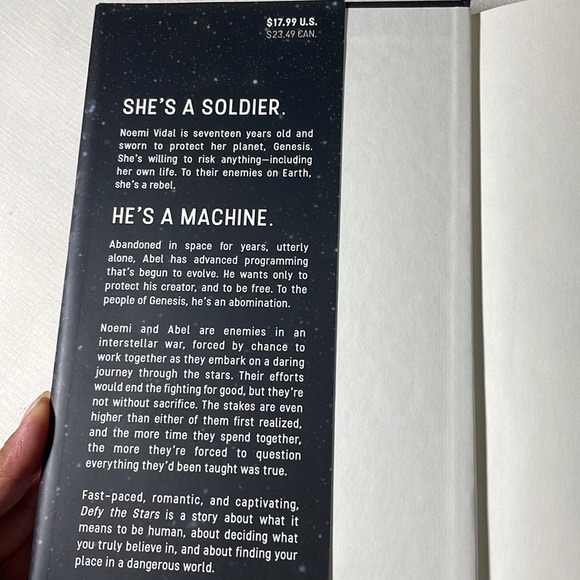 $17.99 U.S.
$23.49 CAN.
SHE'S A SOLDIER.
Noemi Vidal is seventeen years old and
sworn to protect her planet, Genesis.
She's willing to risk anything—including
her own life. To their enemies on Earth,
she's a rebel.
HE'S A MACHINE.
Abandoned in space for years, utterly
alone, Abel has advanced programming
that's begun to evolve. He wants only to
protect his creator, and to be free. To the
people of Genesis, he's an abomination.
Noemi and Abel are enemies in an
interstellar war, forced by chance to
work together as they embark on a daring
journey through the stars. Their efforts
would end the fighting for good, but they're
not without sacrifice. The stakes are even
higher than either of them first realized,
and the more time they spend together,
the more they're forced to question
everything they'd been taught was true.
Fast-paced, romantic, and captivating,
Defy the Stars is a story about what it
means to be human, about deciding what
you truly believe in, and about finding your
place in a dangerous world.